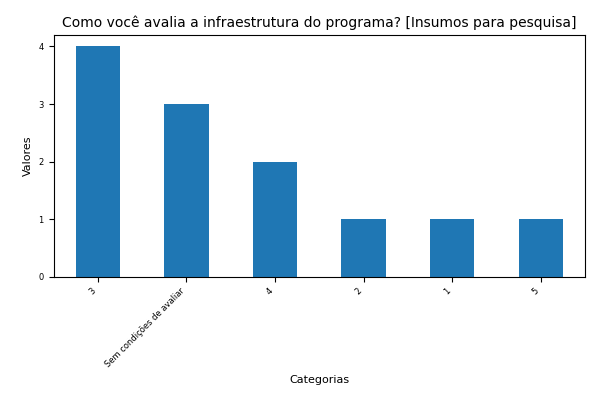 Como você avalia a infraestrutura do programa? [Insumos para pesquisa]
Valores
4
3
2
1
0
3
Sem condições de avaliar
4
2
1
5
Categorias